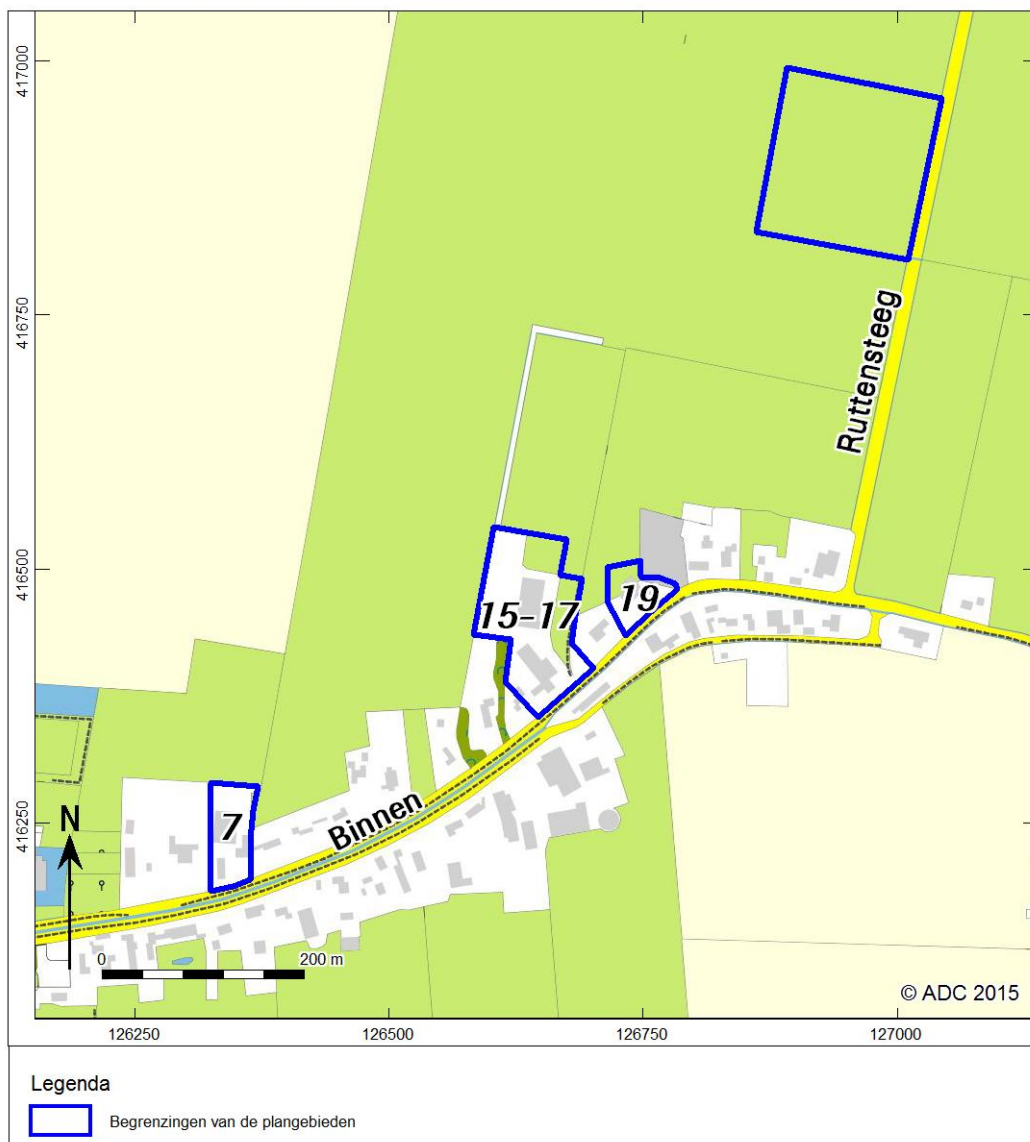 417000
416750
416500
416250
Ruttensteeg
15-17
19
7
Binnen
N
0 200 m
© ADC 2015
126250 126500 126750 127000
Legenda
Begrenzingen van de plangebieden